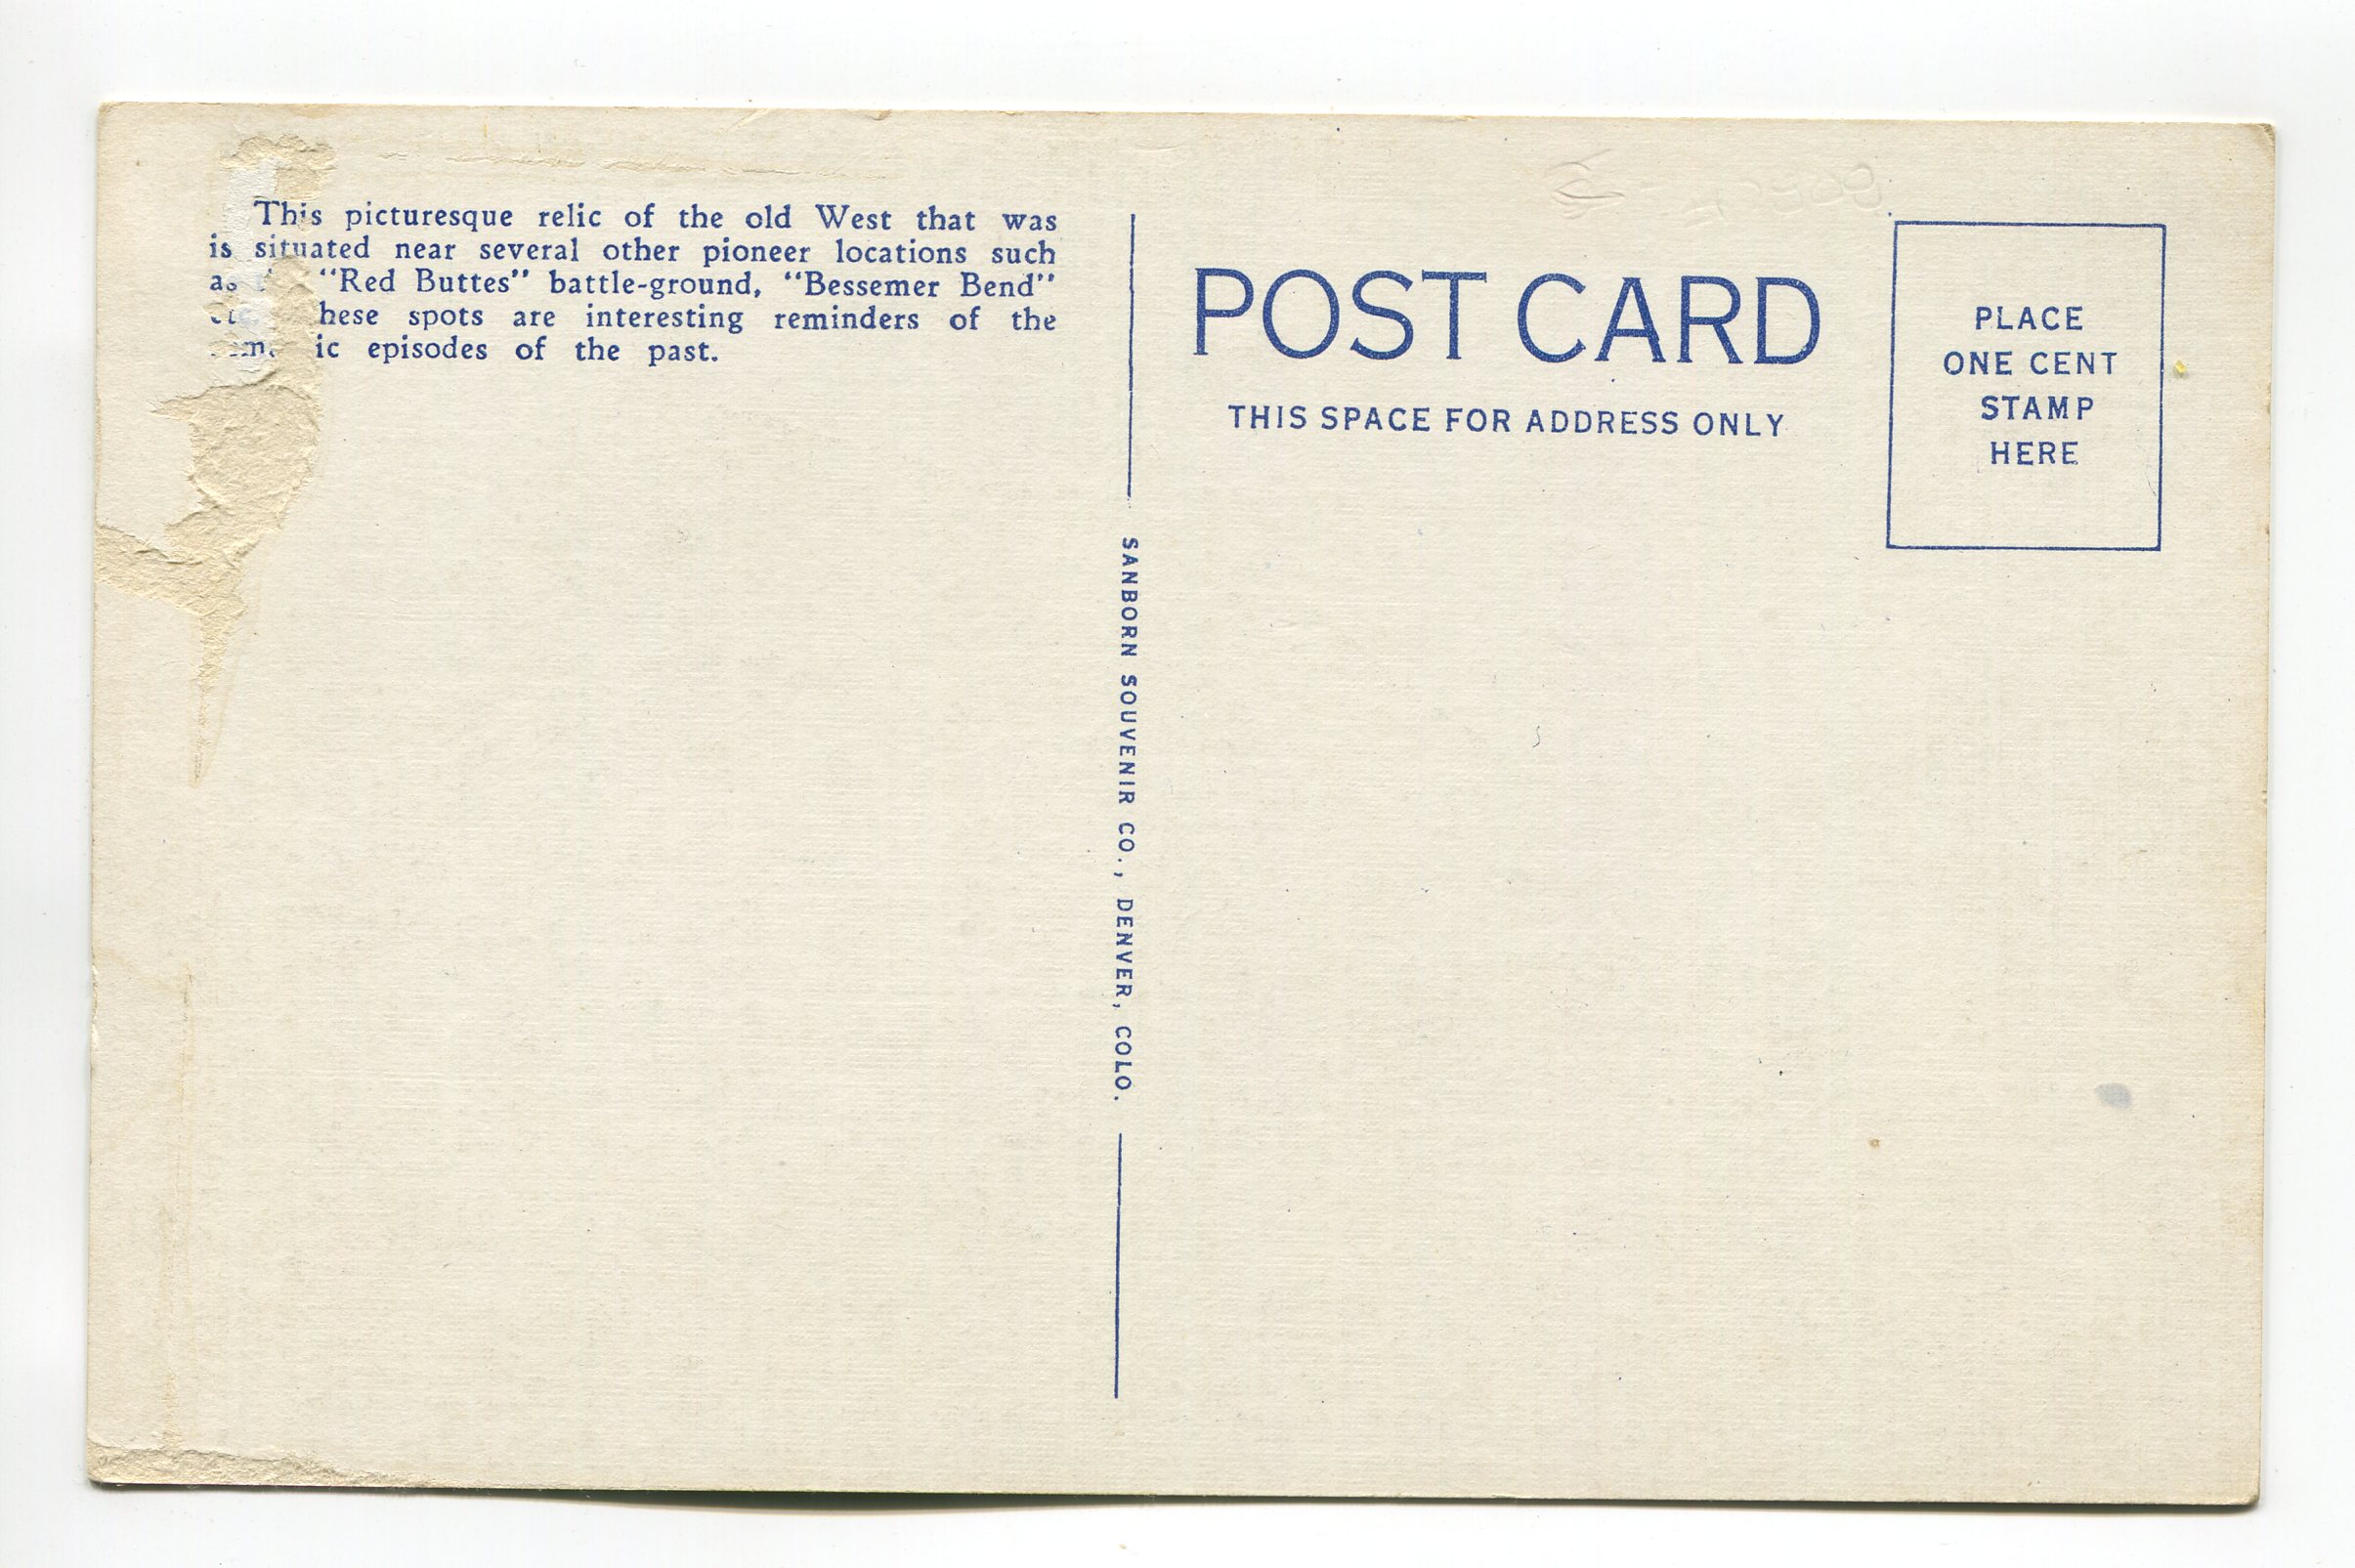 This picturesque relic of the old West that was
is situated near several other pioneer locations such
as "Red Buttes" battle-ground, "Bessemer Bend"
etc. hese spots are interesting reminders of the
ic episodes of the past.
SANBORN SOUVENIR CO., DENVER, COLO.
POST CARD
THIS SPACE FOR ADDRESS ONLY
PLACE
ONE CENT
STAMP
HERE